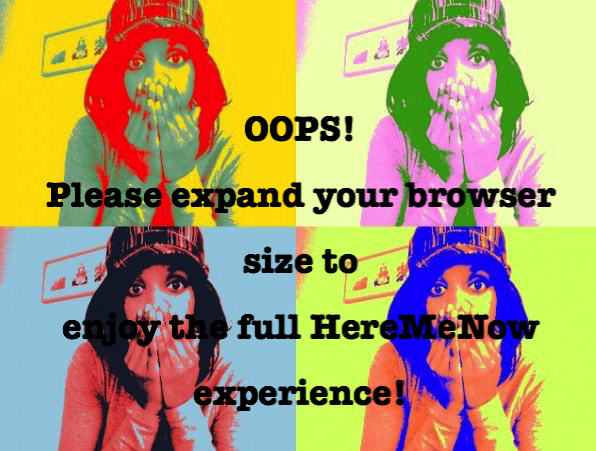 OOPS!
Please expand your browser
size to
enjoy the full HereMeNow
experience!